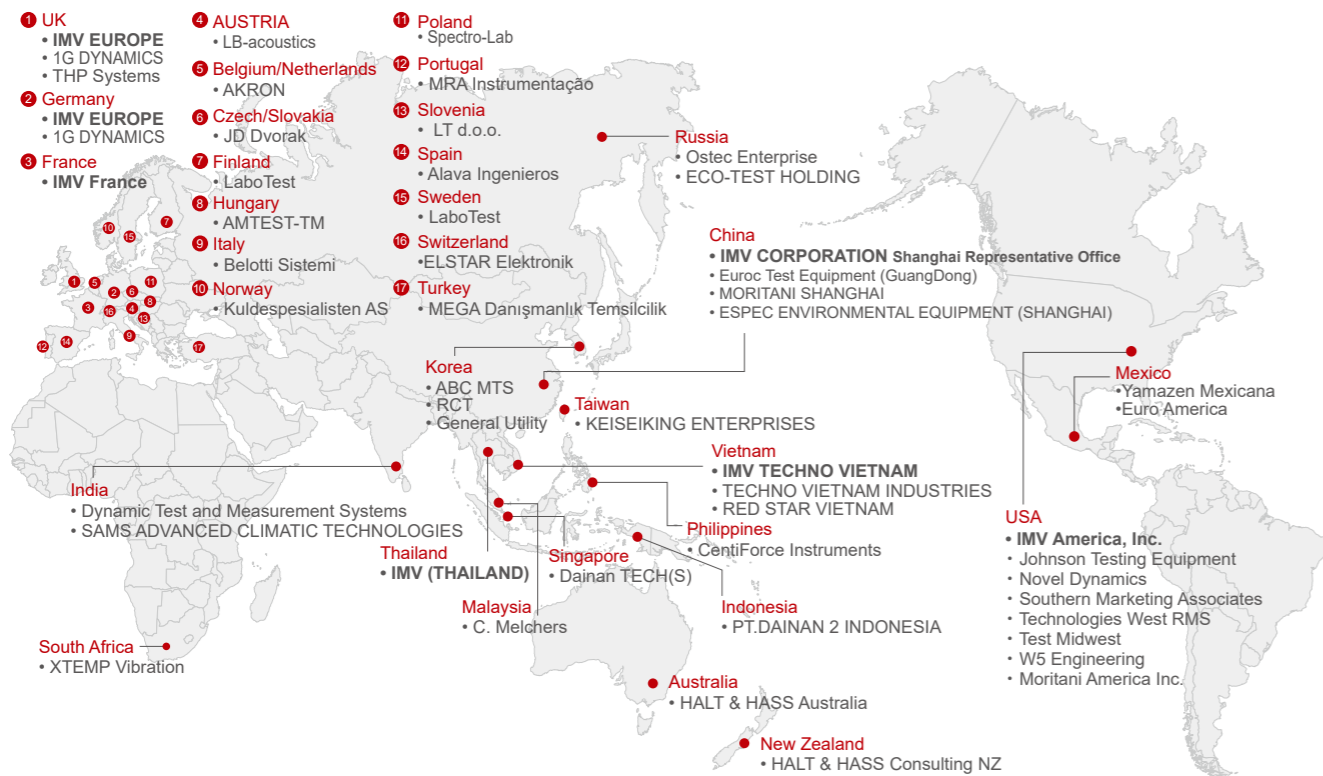 1 UK
• IMV EUROPE
• 1G DYNAMICS
• THP Systems
2 Germany
• IMV EUROPE
• 1G DYNAMICS
3 France
• IMV France
4 AUSTRIA
• LB-acoustics
5 Belgium/Netherlands
• AKRON
6 Czech/Slovakia
• JD Dvorak
7 Finland
• LaboTest
8 Hungary
• AMTEST-TM
9 Italy
• Belotti Sistemi
10 Norway
• Kuldespesialisten AS
11 Poland
• Spectro-Lab
12 Portugal
• MRA Instrumentação
13 Slovenia
• LT d.o.o.
14 Spain
• Alava Ingenieros
15 Sweden
• LaboTest
16 Switzerland
•ELSTAR Elektronik
17 Turkey
• MEGA Danışmanlık Temsilcilik
10
15
7
1
5
2
6
11
8
3
16
4
13
9
12
14
17
Russia
• Ostec Enterprise
• ECO-TEST HOLDING
China
• IMV CORPORATION Shanghai Representative Office
• Euroc Test Equipment (GuangDong)
• MORITANI SHANGHAI
• ESPEC ENVIRONMENTAL EQUIPMENT (SHANGHAI)
Korea
• ABC MTS
• RCT
• General Utility
Taiwan
• KEISEIKING ENTERPRISES
Mexico
•Yamazen Mexicana
•Euro America
Vietnam
• IMV TECHNO VIETNAM
• TECHNO VIETNAM INDUSTRIES
• RED STAR VIETNAM
India
• Dynamic Test and Measurement Systems
• SAMS ADVANCED CLIMATIC TECHNOLOGIES
Philippines
• CentiForce Instruments
Thailand
• IMV (THAILAND)
Singapore
• Dainan TECH(S)
Malaysia
• C. Melchers
Indonesia
• PT.DAINAN 2 INDONESIA
USA
• IMV America, Inc.
• Johnson Testing Equipment
• Novel Dynamics
• Southern Marketing Associates
• Technologies West RMS
• Test Midwest
• W5 Engineering
• Moritani America Inc.
South Africa
• XTEMP Vibration
Australia
• HALT & HASS Australia
New Zealand
• HALT & HASS Consulting NZ